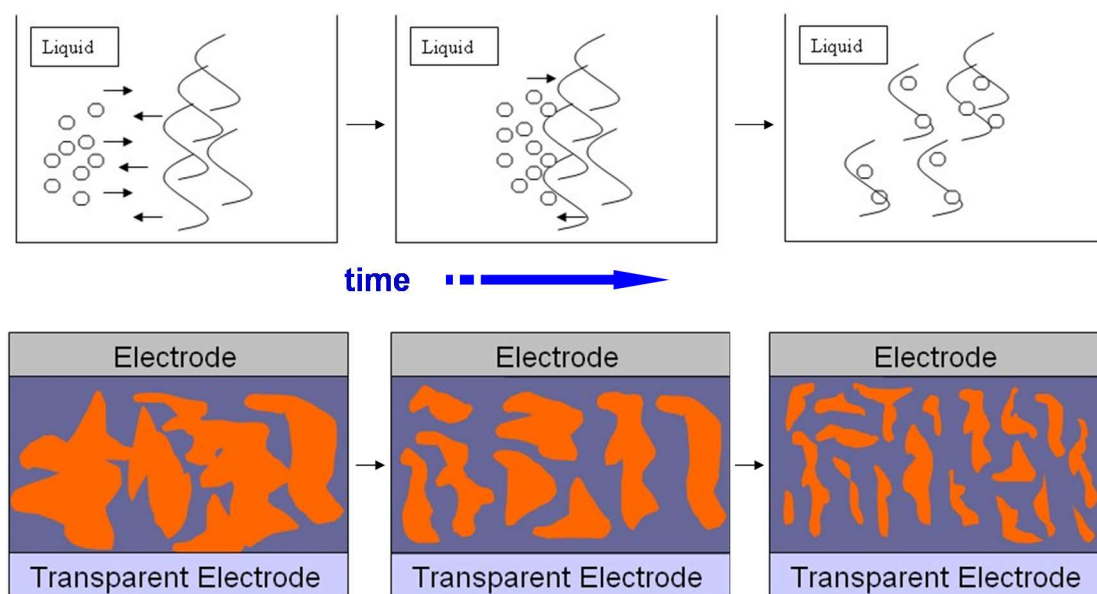 Liquid
Liquid
Liquid
time
Electrode
Electrode
Electrode
Transparent Electrode
Transparent Electrode
Transparent Electrode